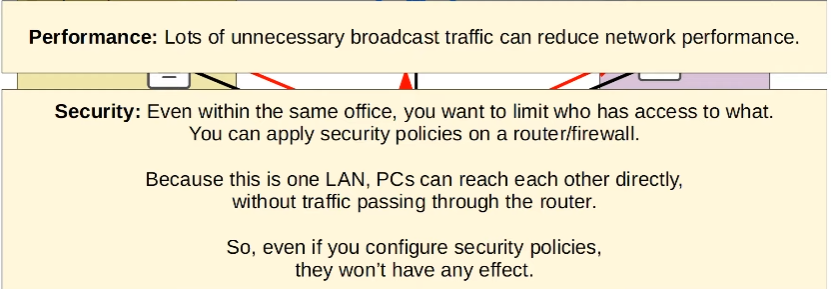 Performance: Lots of unnecessary broadcast traffic can reduce network performance.
Security: Even within the same office, you want to limit who has access to what.
You can apply security policies on a router/firewall.
Because this is one LAN, PCs can reach each other directly,
without traffic passing through the router.
So, even if you configure security policies,
they won't have any effect.